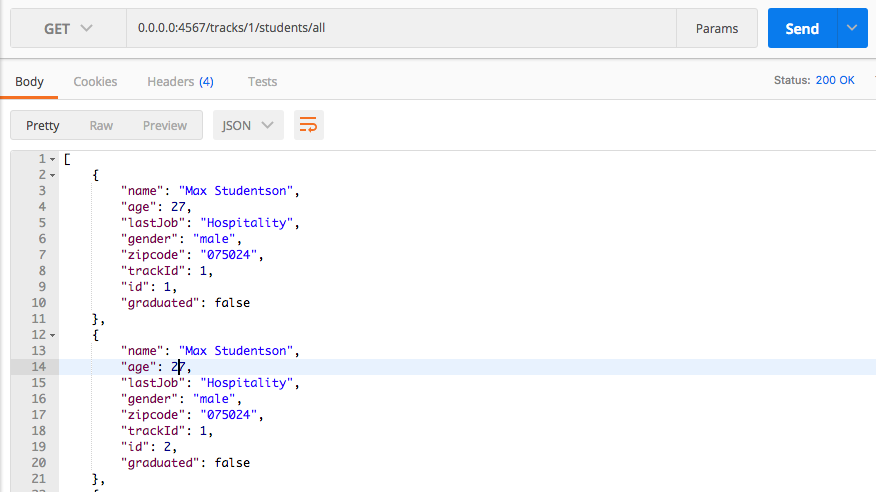 GET 0.0.0.0:4567/tracks/1/students/all Params Send
Body Cookies Headers (4) Tests Status: 200 OK
Pretty Raw Preview JSON
1 [
2 {
3 "name": "Max Studentson",
4 "age": 27,
5 "lastJob": "Hospitality",
6 "gender": "male",
7 "zipcode": "075024",
8 "trackId": 1,
9 "id": 1,
10 "graduated": false
11 },
12 {
13 "name": "Max Studentson",
14 "age": 27,
15 "lastJob": "Hospitality",
16 "gender": "male",
17 "zipcode": "075024",
18 "trackId": 1,
19 "id": 2,
20 "graduated": false
21 },